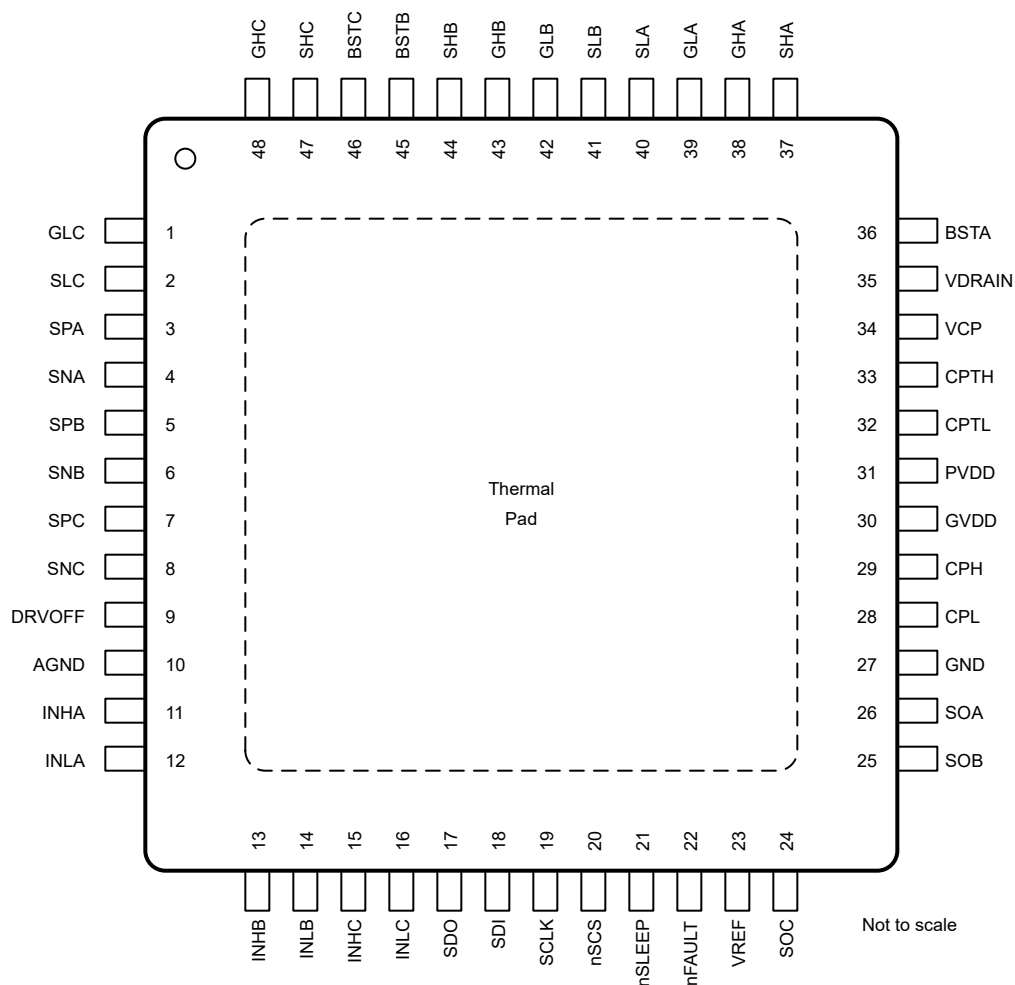 GHC SHC BSTC BSTB SHB GHB GLB SLB SLA GLA GHA SHA
48 47 46 45 44 43 42 41 40 39 38 37
GLC 1 36 BSTA
SLC 2 35 VDRAIN
SPA 3 34 VCP
SNA 4 33 CPTH
SPB 5 32 CPTL
SNB 6 31 PVDD
Thermal
Pad
SPC 7 30 GVDD
SNC 8 29 CPH
DRVOFF 9 28 CPL
AGND 10 27 GND
INHA 11 26 SOA
INLA 12 25 SOB
13 14 15 16 17 18 19 20 21 22 23 24
INHB INLB INHC INLC SDO SDI SCLK nSCS nSLEEP nFAULT VREF SOC
Not to scale